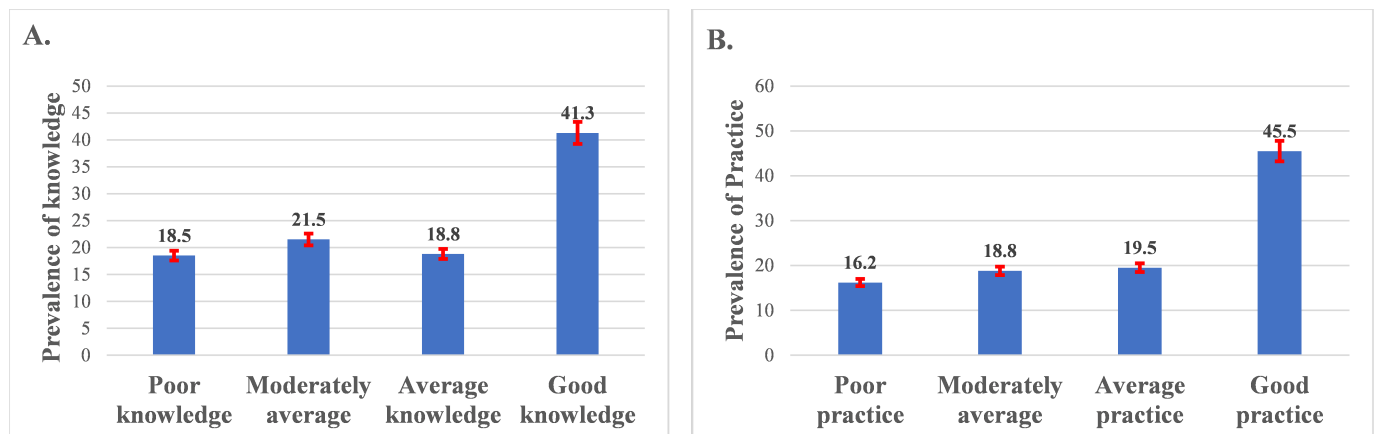 A.
Prevalence of knowledge
50
45
40
35
30
25
20
15
10
5
0
18.5
21.5
18.8
41.3
Poor
knowledge
Moderately
average
Average
knowledge
Good
knowledge
B.
Prevalence of Practice
60
50
40
30
20
10
0
16.2
18.8
19.5
45.5
Poor
practice
Moderately
average
Average
practice
Good
practice